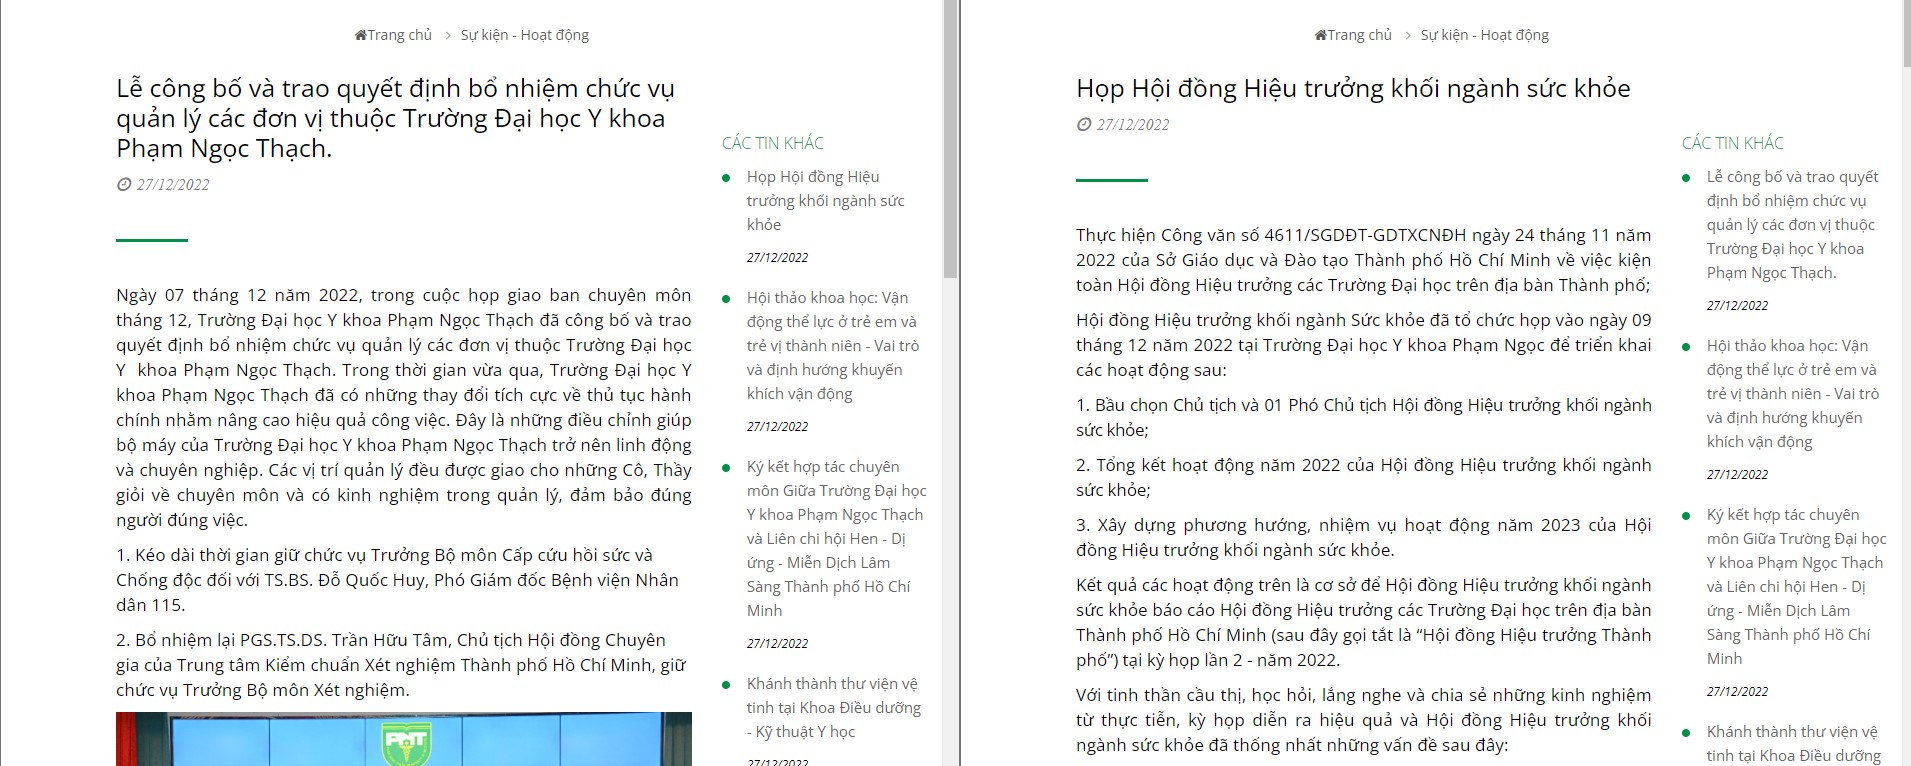 Trang chủ > Sự kiện - Hoạt động
Lễ công bố và trao quyết định bổ nhiệm chức vụ
quản lý các đơn vị thuộc Trường Đại học Y khoa
Phạm Ngọc Thạch.
27/12/2022
Ngày 07 tháng 12 năm 2022, trong cuộc họp giao ban chuyên môn
tháng 12, Trường Đại học Y khoa Phạm Ngọc Thạch đã công bố và trao
quyết định bổ nhiệm chức vụ quản lý các đơn vị thuộc Trường Đại học
Y khoa Phạm Ngọc Thạch. Trong thời gian vừa qua, Trường Đại học Y
khoa Phạm Ngọc Thạch đã có những thay đổi tích cực về thủ tục hành
chính nhằm nâng cao hiệu quả công việc. Đây là những điều chỉnh giúp
bộ máy của Trường Đại học Y khoa Phạm Ngọc Thạch trở nên linh động
và chuyên nghiệp. Các vị trí quản lý đều được giao cho những Cô, Thầy
giỏi về chuyên môn và có kinh nghiệm trong quản lý, đảm bảo đúng
người đúng việc.
1. Kéo dài thời gian giữ chức vụ Trưởng Bộ môn Cấp cứu hồi sức và
Chống độc đối với TS.BS. Đỗ Quốc Huy, Phó Giám đốc Bệnh viện Nhân
dân 115.
2. Bổ nhiệm lại PGS.TS.DS. Trần Hữu Tâm, Chủ tịch Hội đồng Chuyên
gia của Trung tâm Kiểm chuẩn Xét nghiệm Thành phố Hồ Chí Minh, giữ
chức vụ Trưởng Bộ môn Xét nghiệm.
PNT
CÁC TIN KHÁC
Họp Hội đồng Hiệu
trưởng khối ngành sức
khỏe
27/12/2022
Hội thảo khoa học: Vận
động thể lực ở trẻ em và
trẻ vị thành niên - Vai trò
và định hướng khuyến
khích vận động
27/12/2022
Ký kết hợp tác chuyên
môn Giữa Trường Đại học
Y khoa Phạm Ngọc Thạch
và Liên chi hội Hen - Dị
ứng - Miễn Dịch Lâm
Sàng Thành phố Hồ Chí
Minh
27/12/2022
Khánh thành thư viện vệ
tinh tại Khoa Điều dưỡng
- Kỹ thuật Y học
27/12/2022
Trang chủ > Sự kiện - Hoạt động
Họp Hội đồng Hiệu trưởng khối ngành sức khỏe
27/12/2022
Thực hiện Công văn số 4611/SGDĐT-GDTXCNĐH ngày 24 tháng 11 năm
2022 của Sở Giáo dục và Đào tạo Thành phố Hồ Chí Minh về việc kiện
toàn Hội đồng Hiệu trưởng các Trường Đại học trên địa bàn Thành phố;
Hội đồng Hiệu trưởng khối ngành Sức khỏe đã tổ chức họp vào ngày 09
tháng 12 năm 2022 tại Trường Đại học Y khoa Phạm Ngọc để triển khai
các hoạt động sau:
1. Bầu chọn Chủ tịch và 01 Phó Chủ tịch Hội đồng Hiệu trưởng khối ngành
sức khỏe;
2. Tổng kết hoạt động năm 2022 của Hội đồng Hiệu trưởng khối ngành
sức khỏe;
3. Xây dựng phương hướng, nhiệm vụ hoạt động năm 2023 của Hội
đồng Hiệu trưởng khối ngành sức khỏe.
Kết quả các hoạt động trên là cơ sở để Hội đồng Hiệu trưởng khối ngành
sức khỏe báo cáo Hội đồng Hiệu trưởng các Trường Đại học trên địa bàn
Thành phố Hồ Chí Minh (sau đây gọi tắt là “Hội đồng Hiệu trưởng Thành
phố”) tại kỳ họp lần 2 - năm 2022.
Với tinh thần cầu thị, học hỏi, lắng nghe và chia sẻ những kinh nghiệm
từ thực tiễn, kỳ họp diễn ra hiệu quả và Hội đồng Hiệu trưởng khối
ngành sức khỏe đã thống nhất những vấn đề sau đây:
CÁC TIN KHÁC
Lễ công bố và trao quyết
định bổ nhiệm chức vụ
quản lý các đơn vị thuộc
Trường Đại học Y khoa
Phạm Ngọc Thạch.
27/12/2022
Hội thảo khoa học: Vận
động thể lực ở trẻ em và
trẻ vị thành niên - Vai trò
và định hướng khuyến
khích vận động
27/12/2022
Ký kết hợp tác chuyên
môn Giữa Trường Đại học
Y khoa Phạm Ngọc Thạch
và Liên chi hội Hen - Dị
ứng - Miễn Dịch Lâm
Sàng Thành phố Hồ Chí
Minh
27/12/2022
Khánh thành thư viện vệ
tinh tại Khoa Điều dưỡng